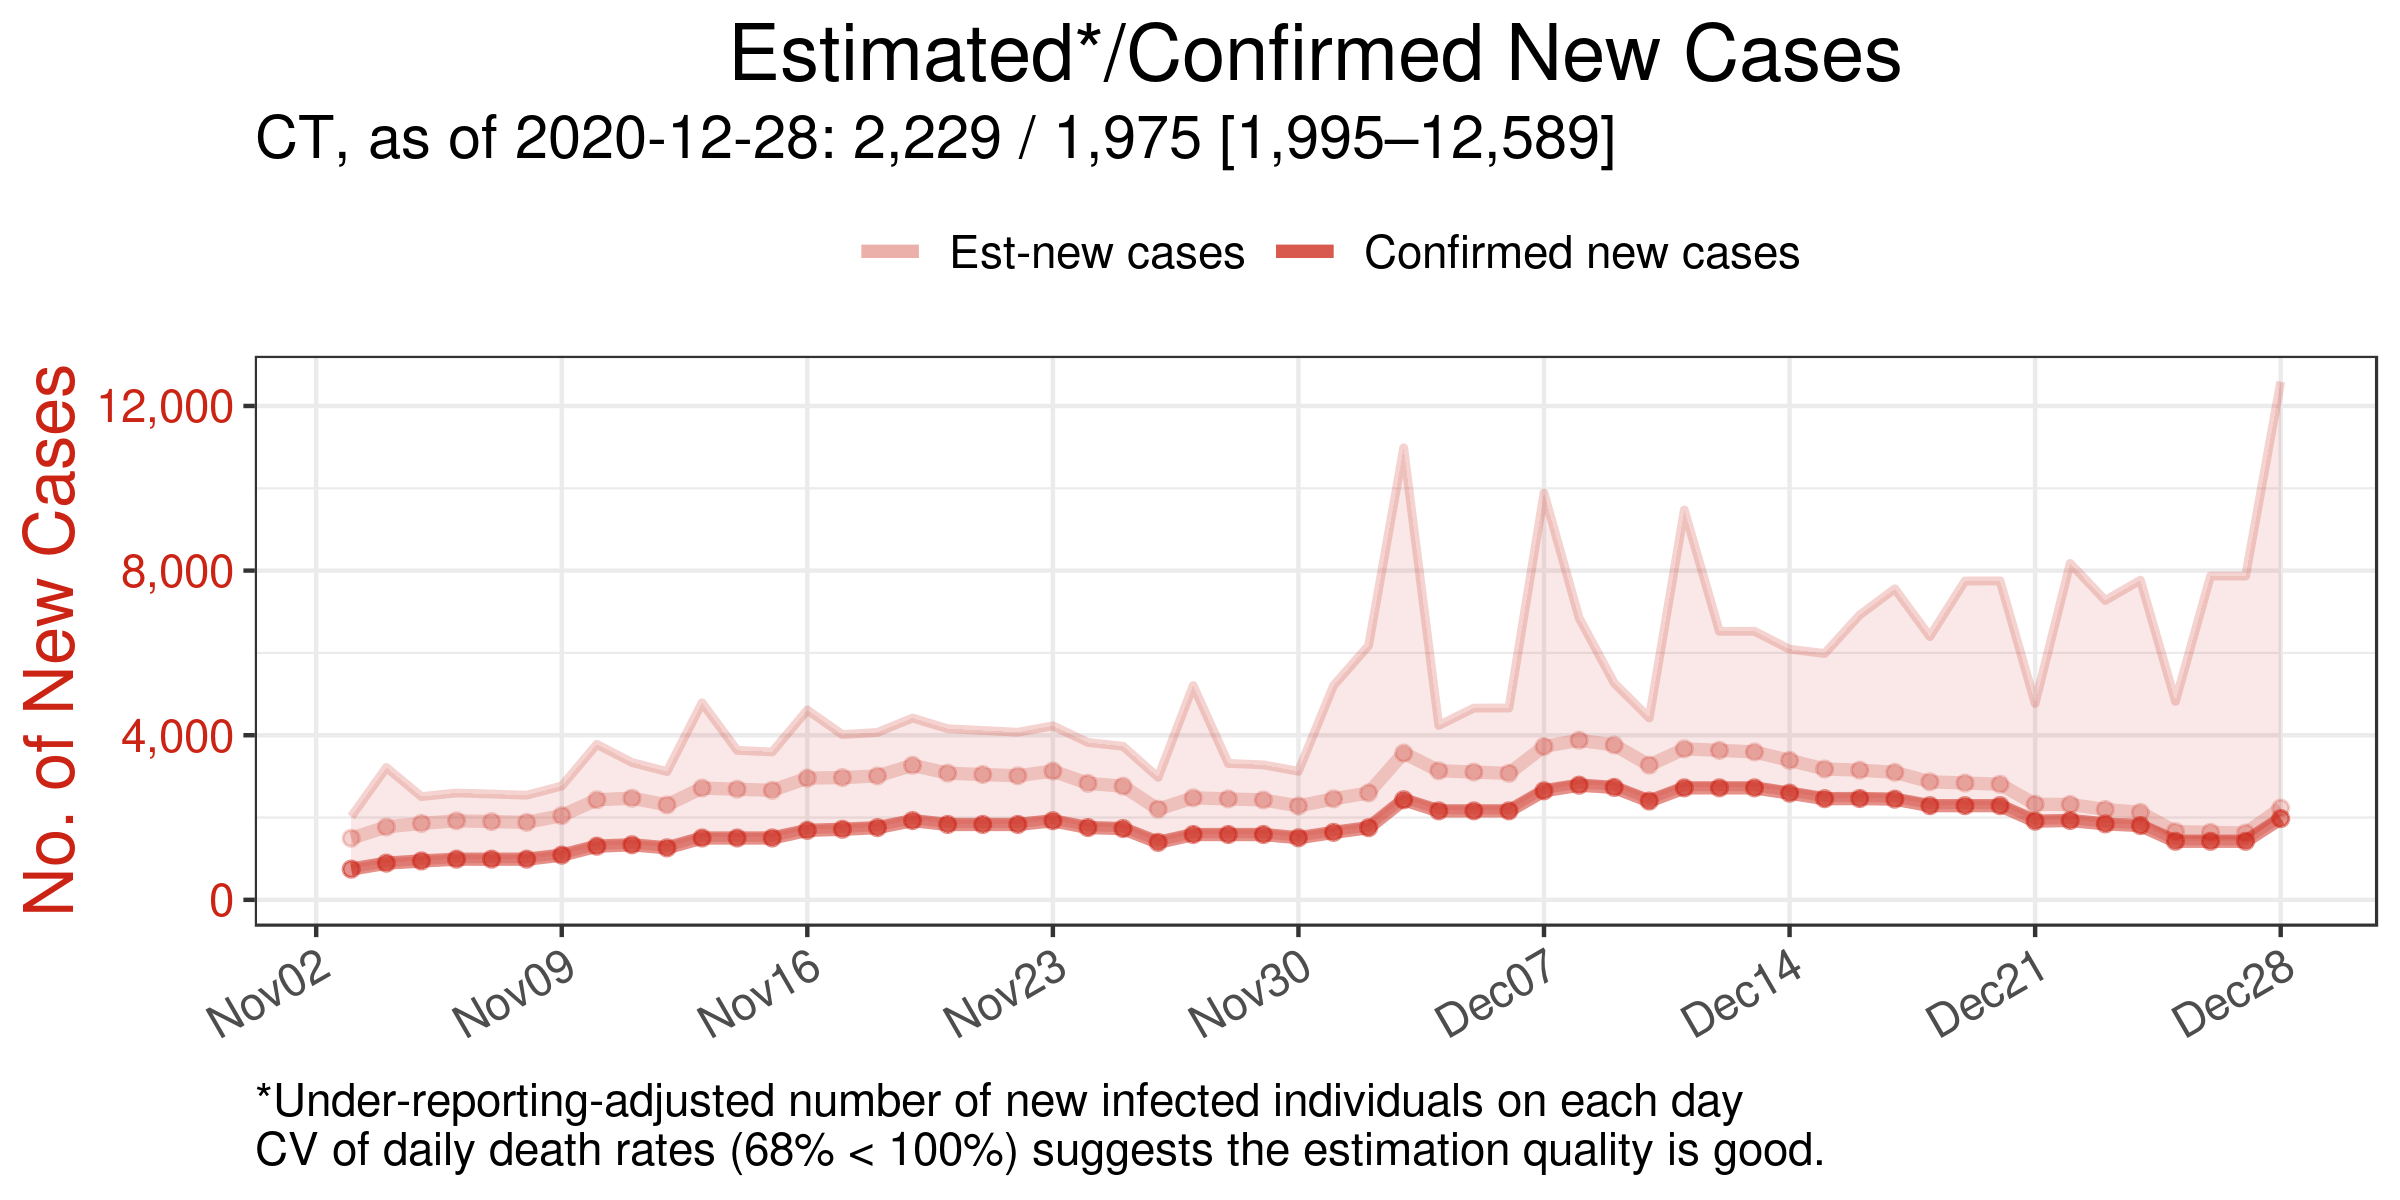 Estimated*/Confirmed New Cases
CT, as of 2020-12-28: 2,229 / 1,975 [1,995–12,589]
Est-new cases Confirmed new cases
No. of New Cases
12,000
8,000
4,000
0
Nov02 Nov09 Nov16 Nov23 Nov30 Dec07 Dec14 Dec21 Dec28
*Under-reporting-adjusted number of new infected individuals on each day
CV of daily death rates (68% < 100%) suggests the estimation quality is good.